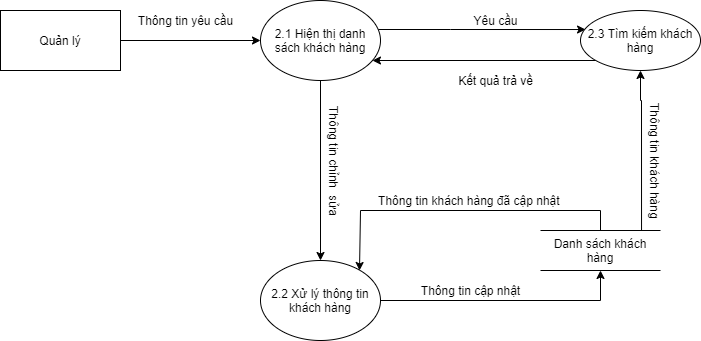 Thông tin yêu cầu
Quản lý
2.1 Hiện thị danh
sách khách hàng
Yêu cầu
2.3 Tìm kiếm khách
hàng
Kết quả trả về
Thông tin chỉnh sửa
Thông tin khách hàng
Thông tin khách hàng đã cập nhật
Danh sách khách
hàng
2.2 Xử lý thông tin
khách hàng
Thông tin cập nhật